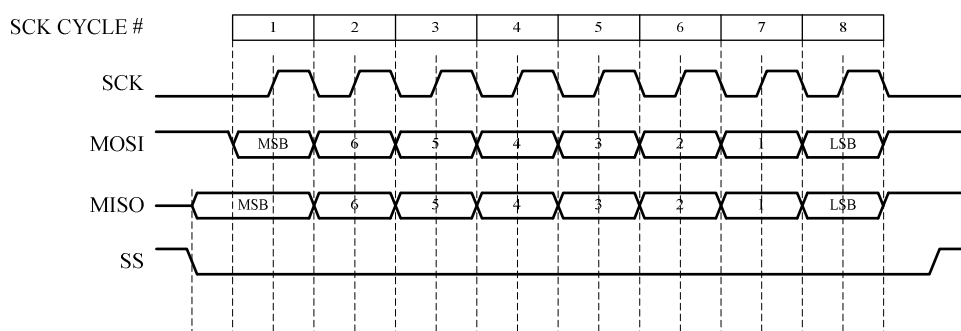 SCK CYCLE # 1 2 3 4 5 6 7 8
SCK
MOSI MSB 6 5 4 3 2 1 LSB
MISO MSB 6 5 4 3 2 1 LSB
SS